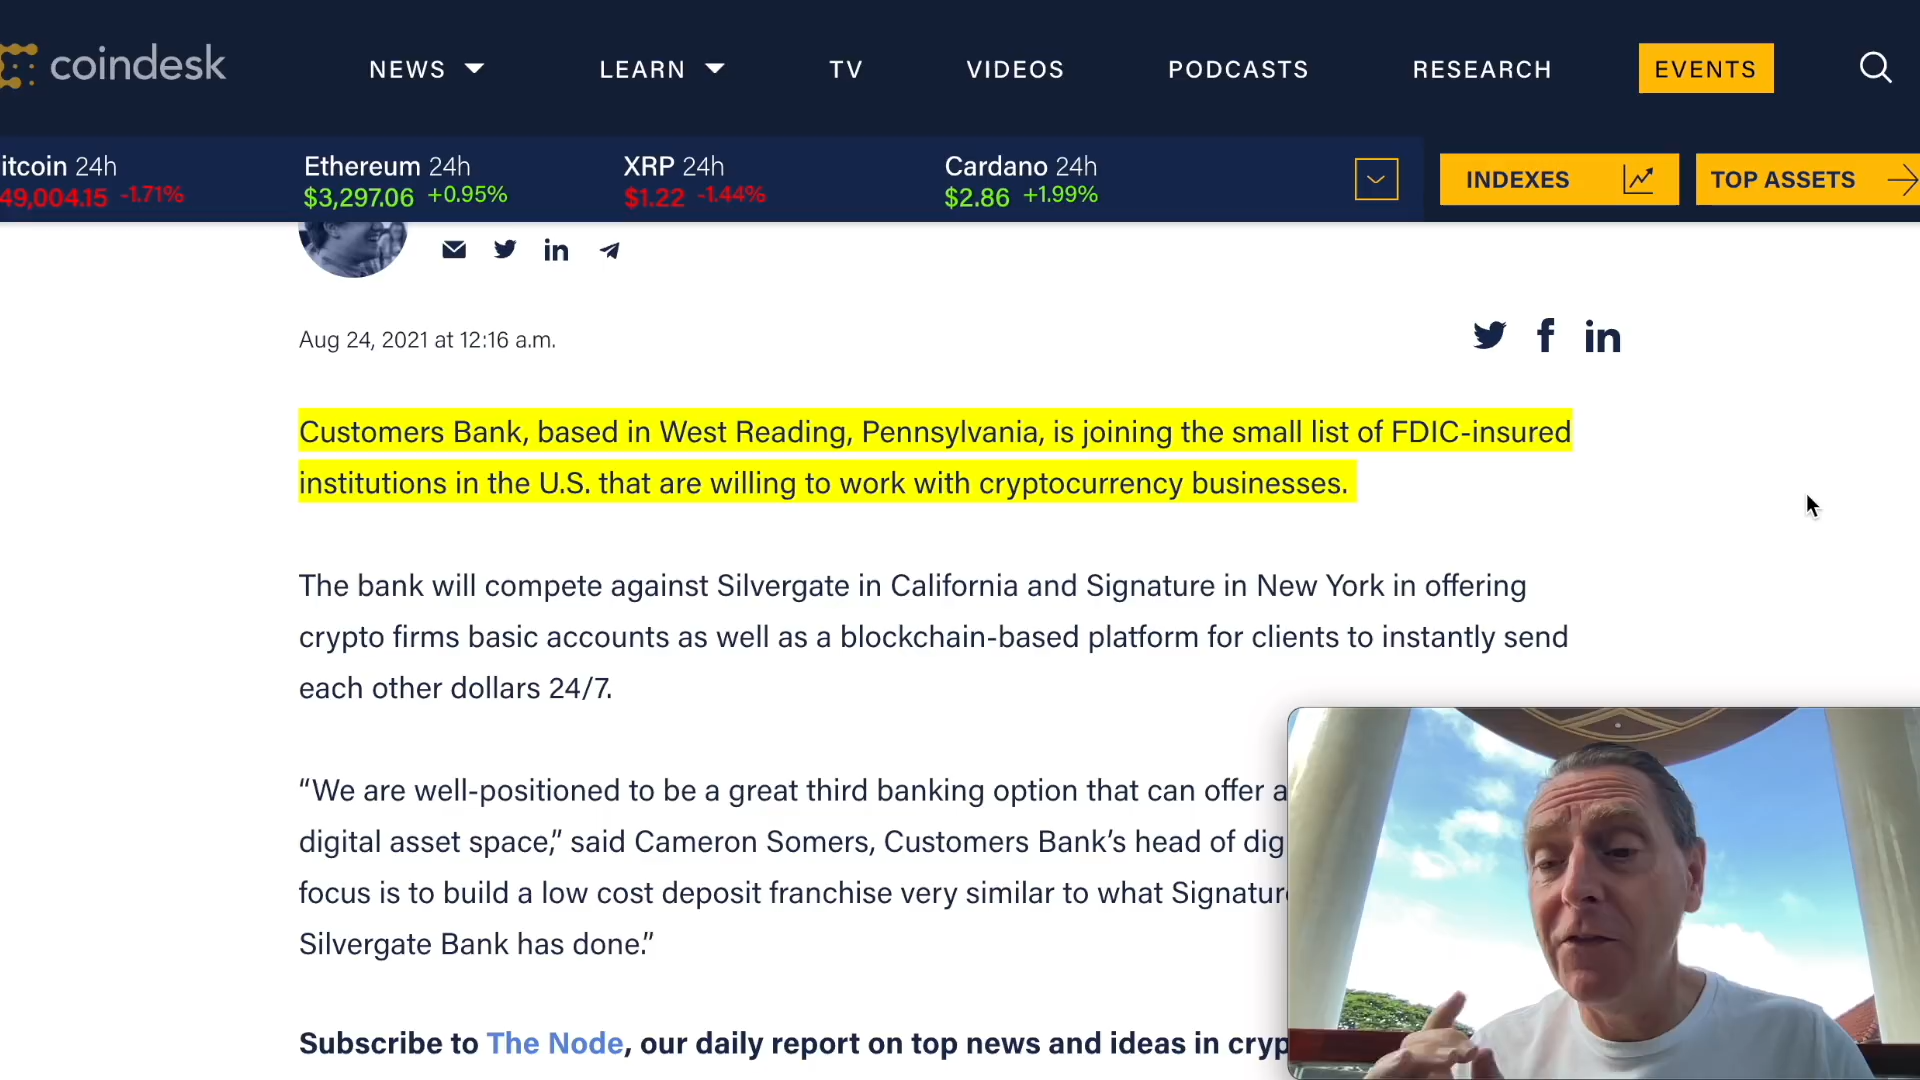 coindesk
NEWS LEARN TV VIDEOS PODCASTS RESEARCH EVENTS
itcoin 24h Ethereum 24h XRP 24h Cardano 24h
49,004.15 -1.71% $3,297.06 +0.95% $1.22 -1.44% $2.86 +1.99%
INDEXES TOP ASSETS
in
Aug 24, 2021 at 12:16 a.m.
f in
Customers Bank, based in West Reading, Pennsylvania, is joining the small list of FDIC-insured
institutions in the U.S. that are willing to work with cryptocurrency businesses.
The bank will compete against Silvergate in California and Signature in New York in offering
crypto firms basic accounts as well as a blockchain-based platform for clients to instantly send
each other dollars 24/7.
“We are well-positioned to be a great third banking option that can offer a
digital asset space,” said Cameron Somers, Customers Bank’s head of dig
focus is to build a low cost deposit franchise very similar to what Signature
Silvergate Bank has done.”
Subscribe to The Node, our daily report on top news and ideas in cryp